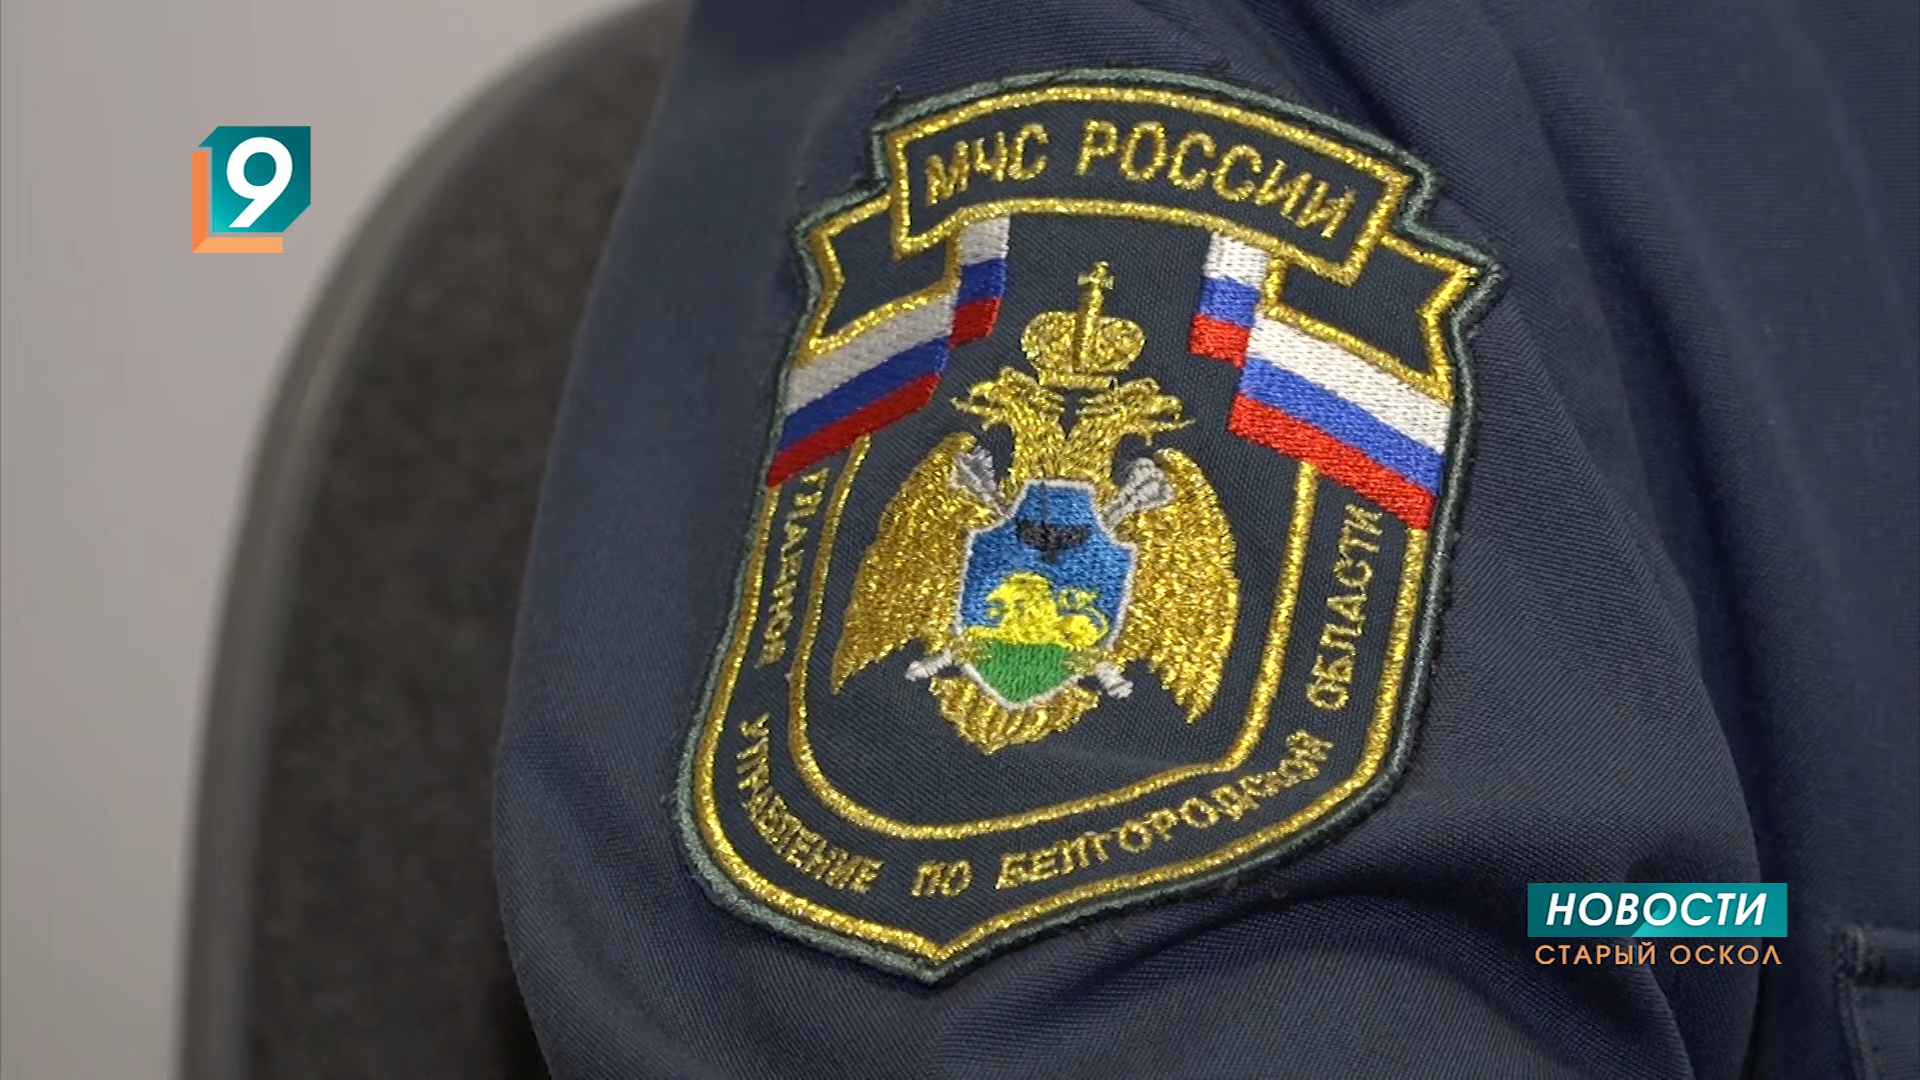 9
МЧС РОССИИ
ГЛАВНОЕ УПРАВЛЕНИЕ ПО БЕЛГОРОДСКОЙ ОБЛАСТИ
НОВОСТИ
СТАРЫЙ ОСКОЛ